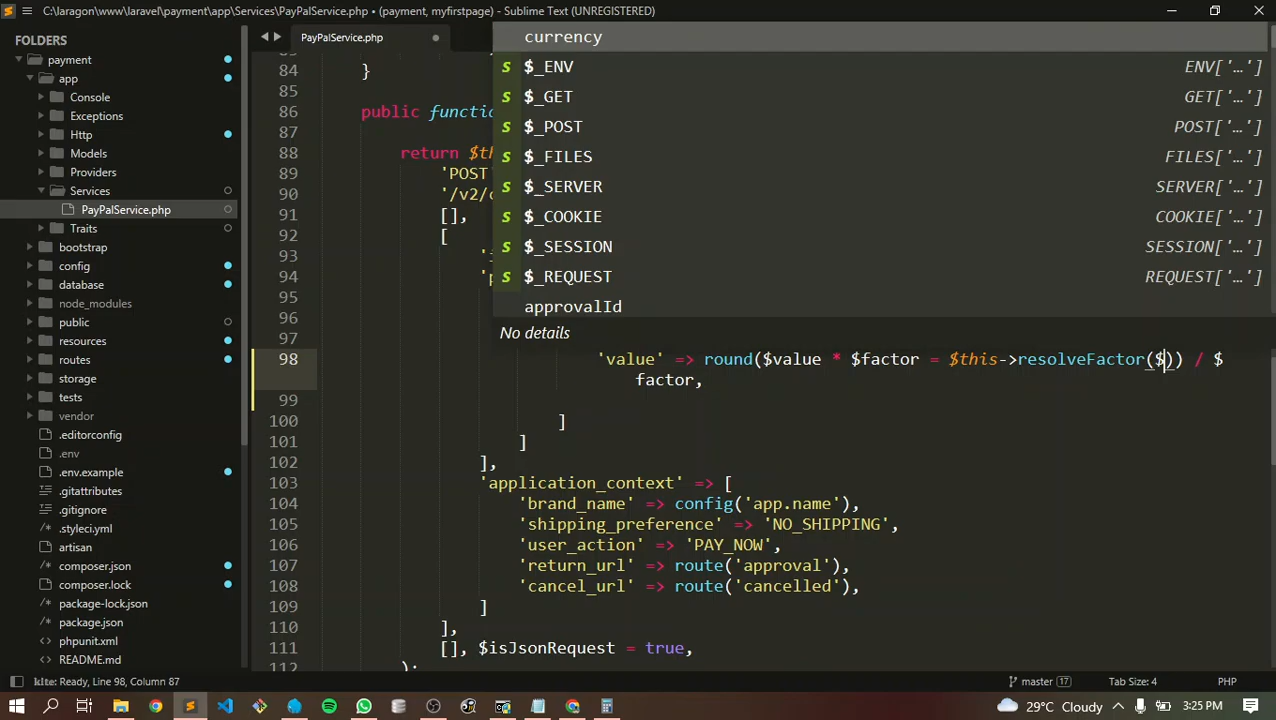 C:\laragon\www\laravel\payment\app\Services\PayPalService.php • (payment, myfirstpage) - Sublime Text (UNREGISTERED)
FOLDERS
payment
app
Console
Exceptions
Http
Models
Providers
Services
PayPalService.php
Traits
bootstrap
config
database
node_modules
public
resources
routes
storage
tests
vendor
.editorconfig
.env
.env.example
.gitattributes
.gitignore
.styleci.yml
artisan
composer.json
composer.lock
package-lock.json
package.json
phpunit.xml
README.md
PayPalService.php
currency
s $_ENV ENV['…']
s $_GET GET['…']
s $_POST POST['…']
s $_FILES FILES['…']
s $_SERVER SERVER['…']
s $_COOKIE COOKIE['…']
s $_SESSION SESSION['…']
s $_REQUEST REQUEST['…']
approvalId
No details
84 }
85
86 public functio
87
88 return $th
89 'POST
90 '/v2/
91 [],
92 [
93
94
95
96
97
98 'value' => round($value * $factor = $this->resolveFactor($)) / $
factor,
99
100 ]
101 ]
102 ],
103 'application_context' => [
104 'brand_name' => config('app.name'),
105 'shipping_preference' => 'NO_SHIPPING',
106 'user_action' => 'PAY_NOW',
107 'return_url' => route('approval'),
108 'cancel_url' => route('cancelled'),
109 ]
110 ],
111 [], $isJsonRequest = true,
112 );
kite: Ready, Line 98, Column 87
master 17
Tab Size: 4
PHP
29°C Cloudy
3:25 PM